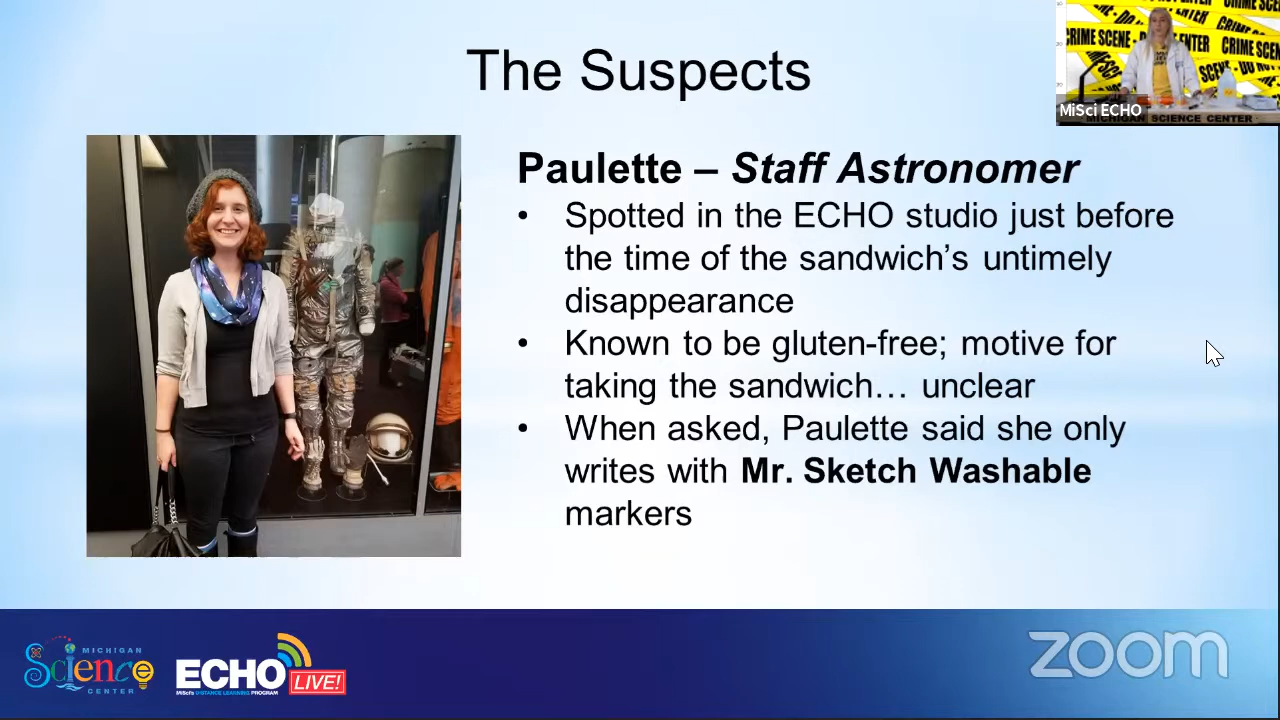 The Suspects
CRIME SCENE
CRIME SCENE
MiSci ECHO
MICHIGAN SCIENCE CENTER
Paulette – Staff Astronomer
• Spotted in the ECHO studio just before
the time of the sandwich’s untimely
disappearance
• Known to be gluten-free; motive for
taking the sandwich… unclear
• When asked, Paulette said she only
writes with Mr. Sketch Washable
markers
MICHIGAN
Science
CENTER
ECHO LIVE!
MiSci's DISTANCE LEARNING PROGRAM
zoom